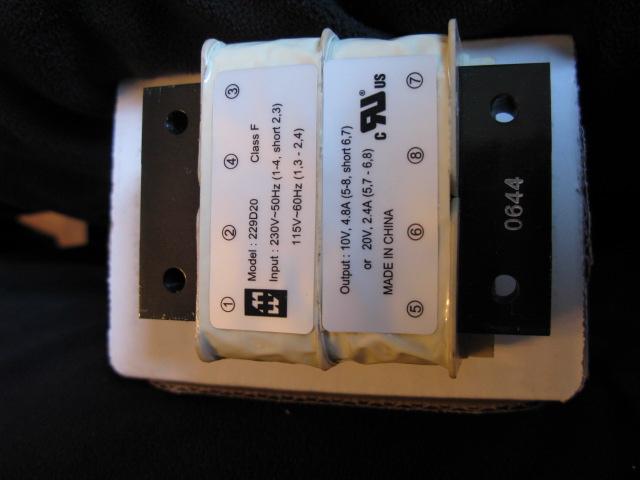 ① ② ④ ③
Model : 229D20 Class F
Input : 230V~50Hz (1-4, short 2,3)
115V~60Hz (1,3 - 2,4)
Output : 10V, 4.8A (5-8, short 6,7)
or 20V, 2.4A (5,7 - 6,8)
MADE IN CHINA
c RU ® US
⑤ ⑥ ⑧ ⑦
0644